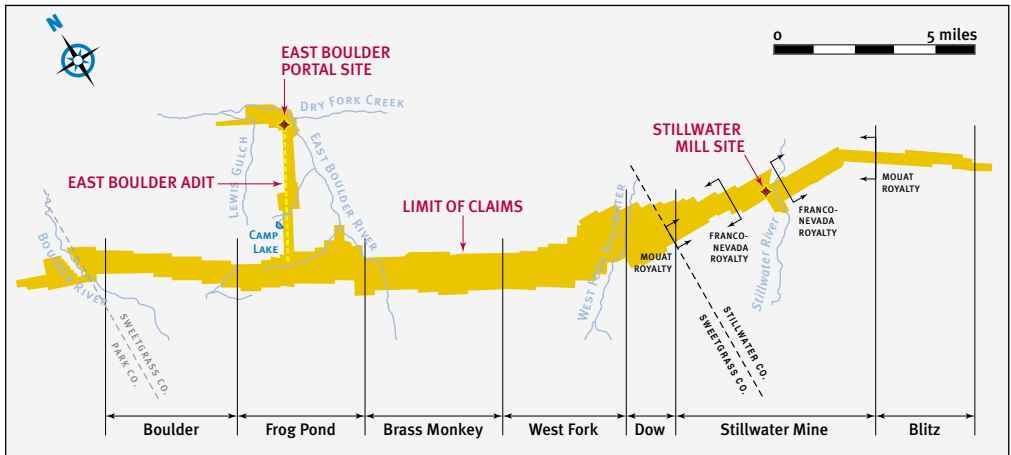 N
0
5 miles
EAST BOULDER
PORTAL SITE
DRY FORK CREEK
STILLWATER
MILL SITE
LEWIS GULCH
EAST BOULDER RIVER
EAST BOULDER ADIT
MOUAT
ROYALTY
LIMIT OF CLAIMS
FRANCO-
NEVADA
ROYALTY
CAMP
LAKE
BOULDER RIVER
WEST FORK STILLWATER
MOUAT
ROYALTY
FRANCO-
NEVADA
ROYALTY
Stillwater River
SWEETGRASS CO.
PARK CO.
STILLWATER CO.
SWEETGRASS CO.
Boulder
Frog Pond
Brass Monkey
West Fork
Dow
Stillwater Mine
Blitz